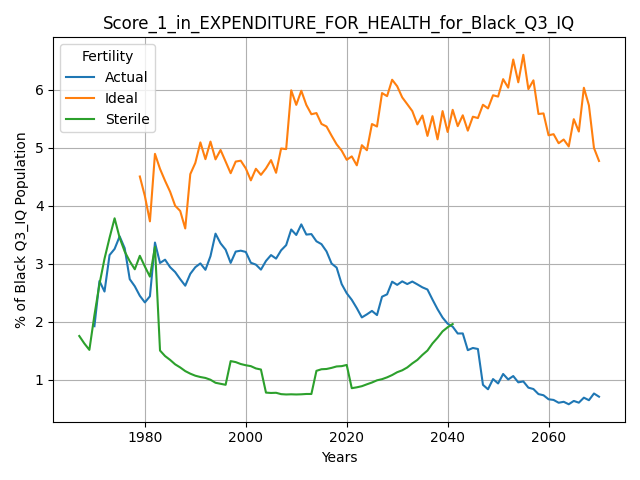 Score_1_in_EXPENDITURE_FOR_HEALTH_for_Black_Q3_IQ
Fertility
Actual
Ideal
Sterile
% of Black Q3_IQ Population
6
5
4
3
2
1
1980 2000 2020 2040 2060
Years